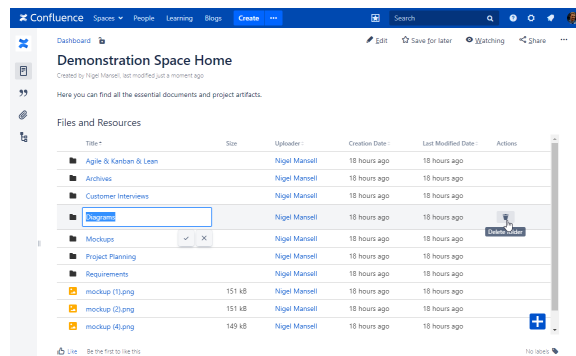 Confluence Spaces People Learning Blogs Create ••• Search
Dashboard Edit Save for later Watching Share •••
Demonstration Space Home
Created by Nigel Mansell, last modified just a moment ago
Here you can find all the essential documents and project artifacts.
Files and Resources
Title Size Uploader Creation Date Last Modified Date Actions
Agile & Kanban & Lean Nigel Mansell 18 hours ago 18 hours ago
Archives Nigel Mansell 18 hours ago 18 hours ago
Customer Interviews Nigel Mansell 18 hours ago 18 hours ago
Diagrams Nigel Mansell 18 hours ago 18 hours ago
Delete folder
Mockups Nigel Mansell 18 hours ago 18 hours ago
Project Planning Nigel Mansell 18 hours ago 18 hours ago
Requirements Nigel Mansell 18 hours ago 18 hours ago
mockup (1).png 151 kB Nigel Mansell 18 hours ago 18 hours ago
mockup (2).png 151 kB Nigel Mansell 18 hours ago 18 hours ago
mockup (4).png 149 kB Nigel Mansell 18 hours ago 18 hours ago
Like Be the first to like this No labels